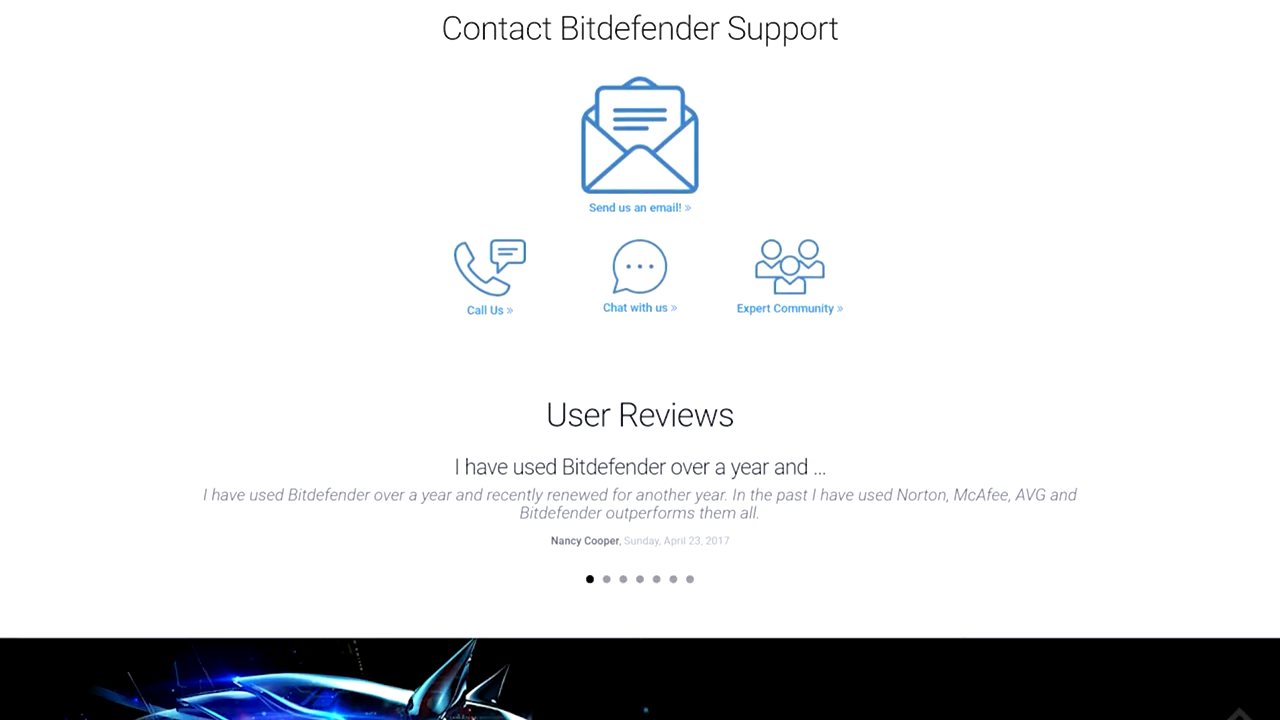 Contact Bitdefender Support
Send us an email! »
Call Us »
Chat with us »
Expert Community »
User Reviews
I have used Bitdefender over a year and ...
I have used Bitdefender over a year and recently renewed for another year. In the past I have used Norton, McAfee, AVG and
Bitdefender outperforms them all.
Nancy Cooper, Sunday, April 23, 2017